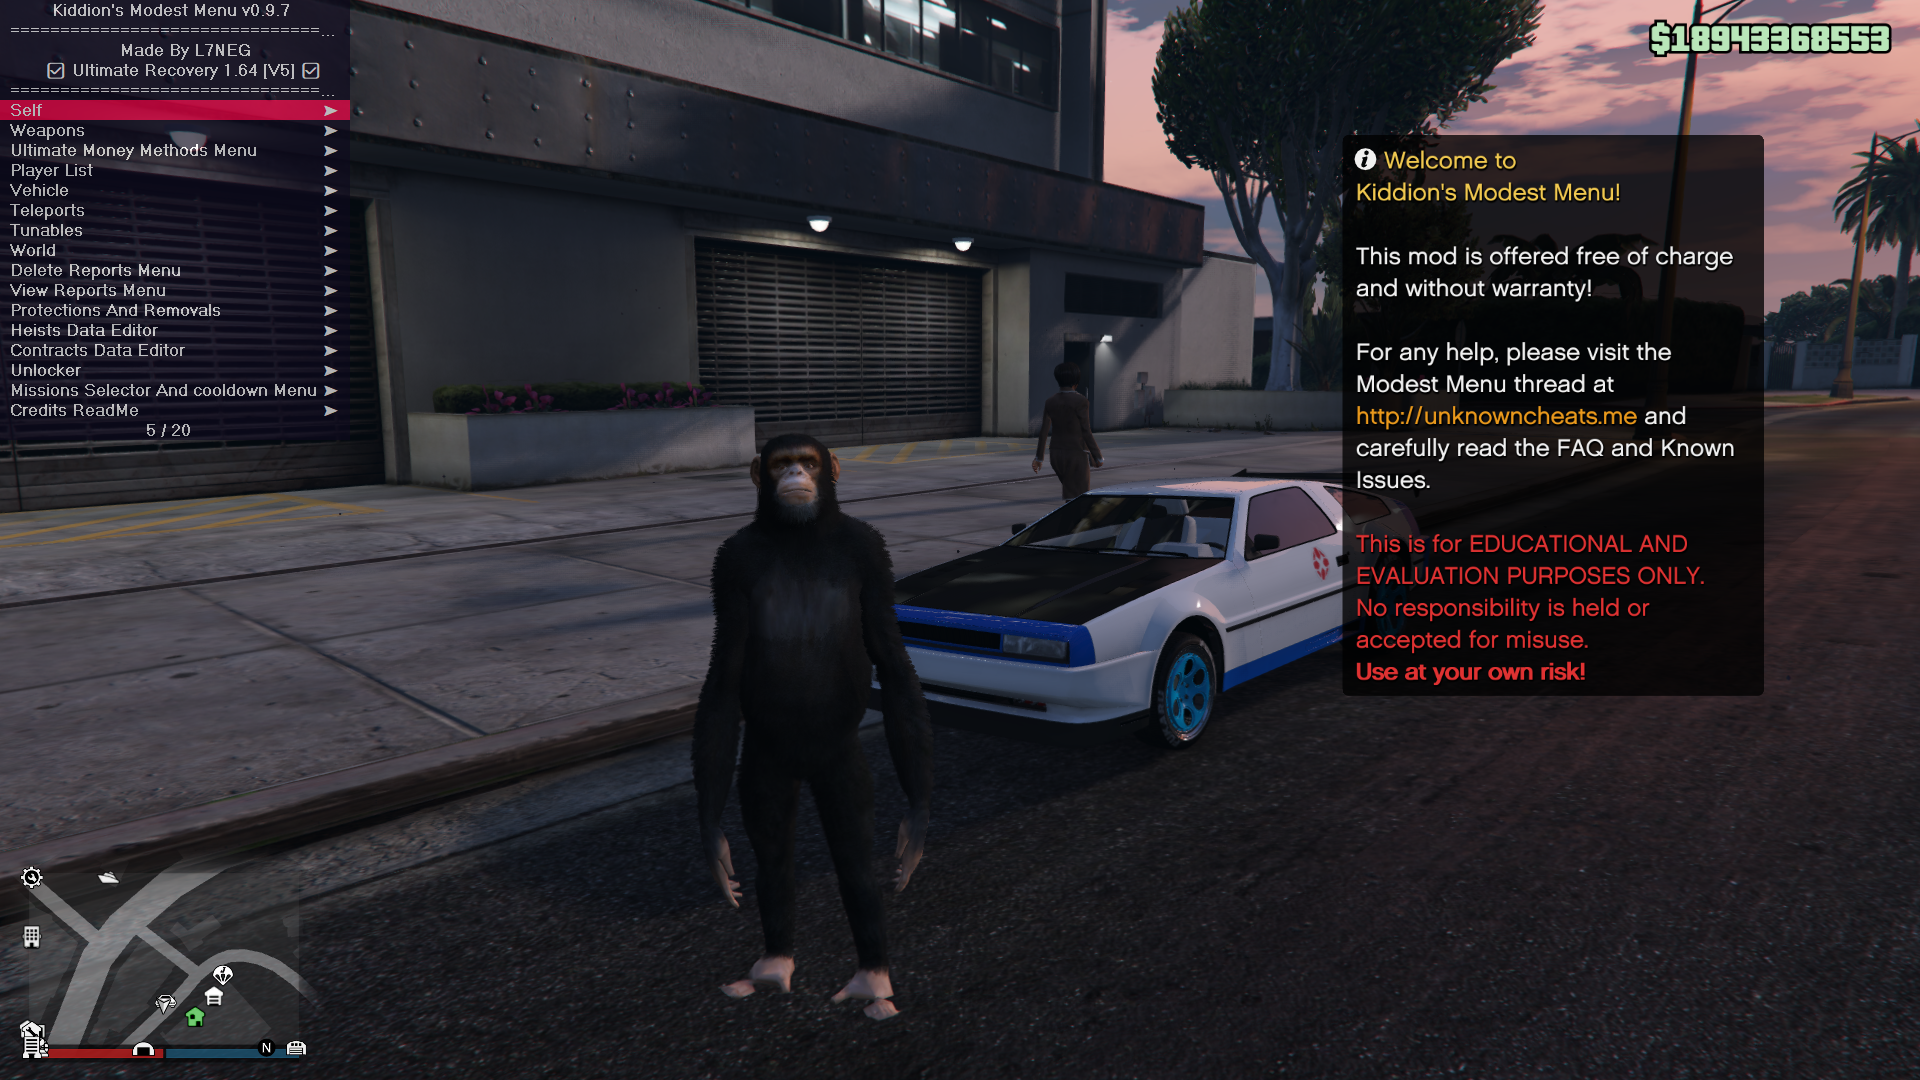 Kiddion's Modest Menu v0.9.7
===============================...
Made By L7NEG
Ultimate Recovery 1.64 [V5]
===============================...
Self
Weapons
Ultimate Money Methods Menu
Player List
Vehicle
Teleports
Tunables
World
Delete Reports Menu
View Reports Menu
Protections And Removals
Heists Data Editor
Contracts Data Editor
Unlocker
Missions Selector And cooldown Menu
Credits ReadMe
5 / 20
$18943368553
Welcome to
Kiddion's Modest Menu!
This mod is offered free of charge
and without warranty!
For any help, please visit the
Modest Menu thread at
http://unknowncheats.me and
carefully read the FAQ and Known
Issues.
This is for EDUCATIONAL AND
EVALUATION PURPOSES ONLY.
No responsibility is held or
accepted for misuse.
Use at your own risk!
N